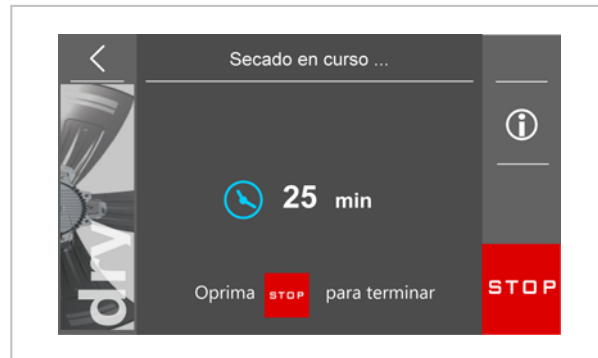 Secado en curso ...
dry
25 min
Oprima STOP para terminar
STOP